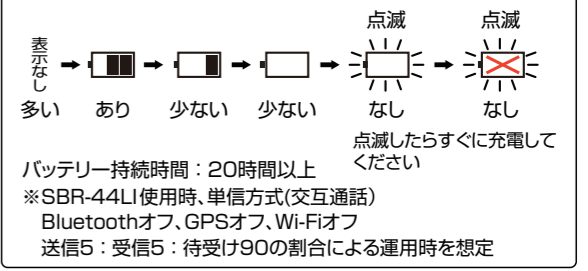 点滅 点滅
表示なし
多い あり 少ない 少ない なし なし
点滅したらすぐに充電して
ください
バッテリー持続時間：20時間以上
※SBR-44LI使用時、単信方式(交互通話)
Bluetoothオフ、GPSオフ、Wi-Fiオフ
送信5：受信5：待受け90の割合による運用時を想定